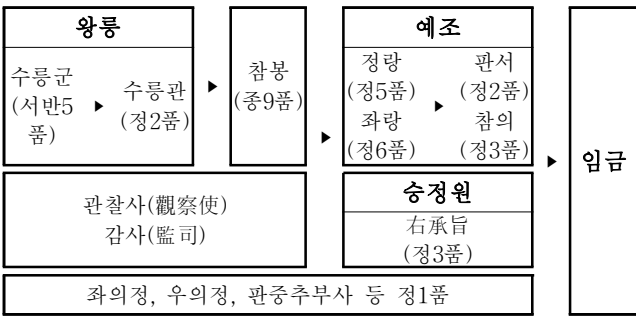 왕릉
수릉군
(서반5
품)
▶
수릉관
(정2품)
▶
참봉
(종9품)
▶
예조
정랑
(정5품)
좌랑
(정6품)
▶
판서
(정2품)
참의
(정3품)
▶
임금
관찰사(觀察使)
감사(監司)
승정원
右承旨
(정3품)
좌의정, 우의정, 판중추부사 등 정1품